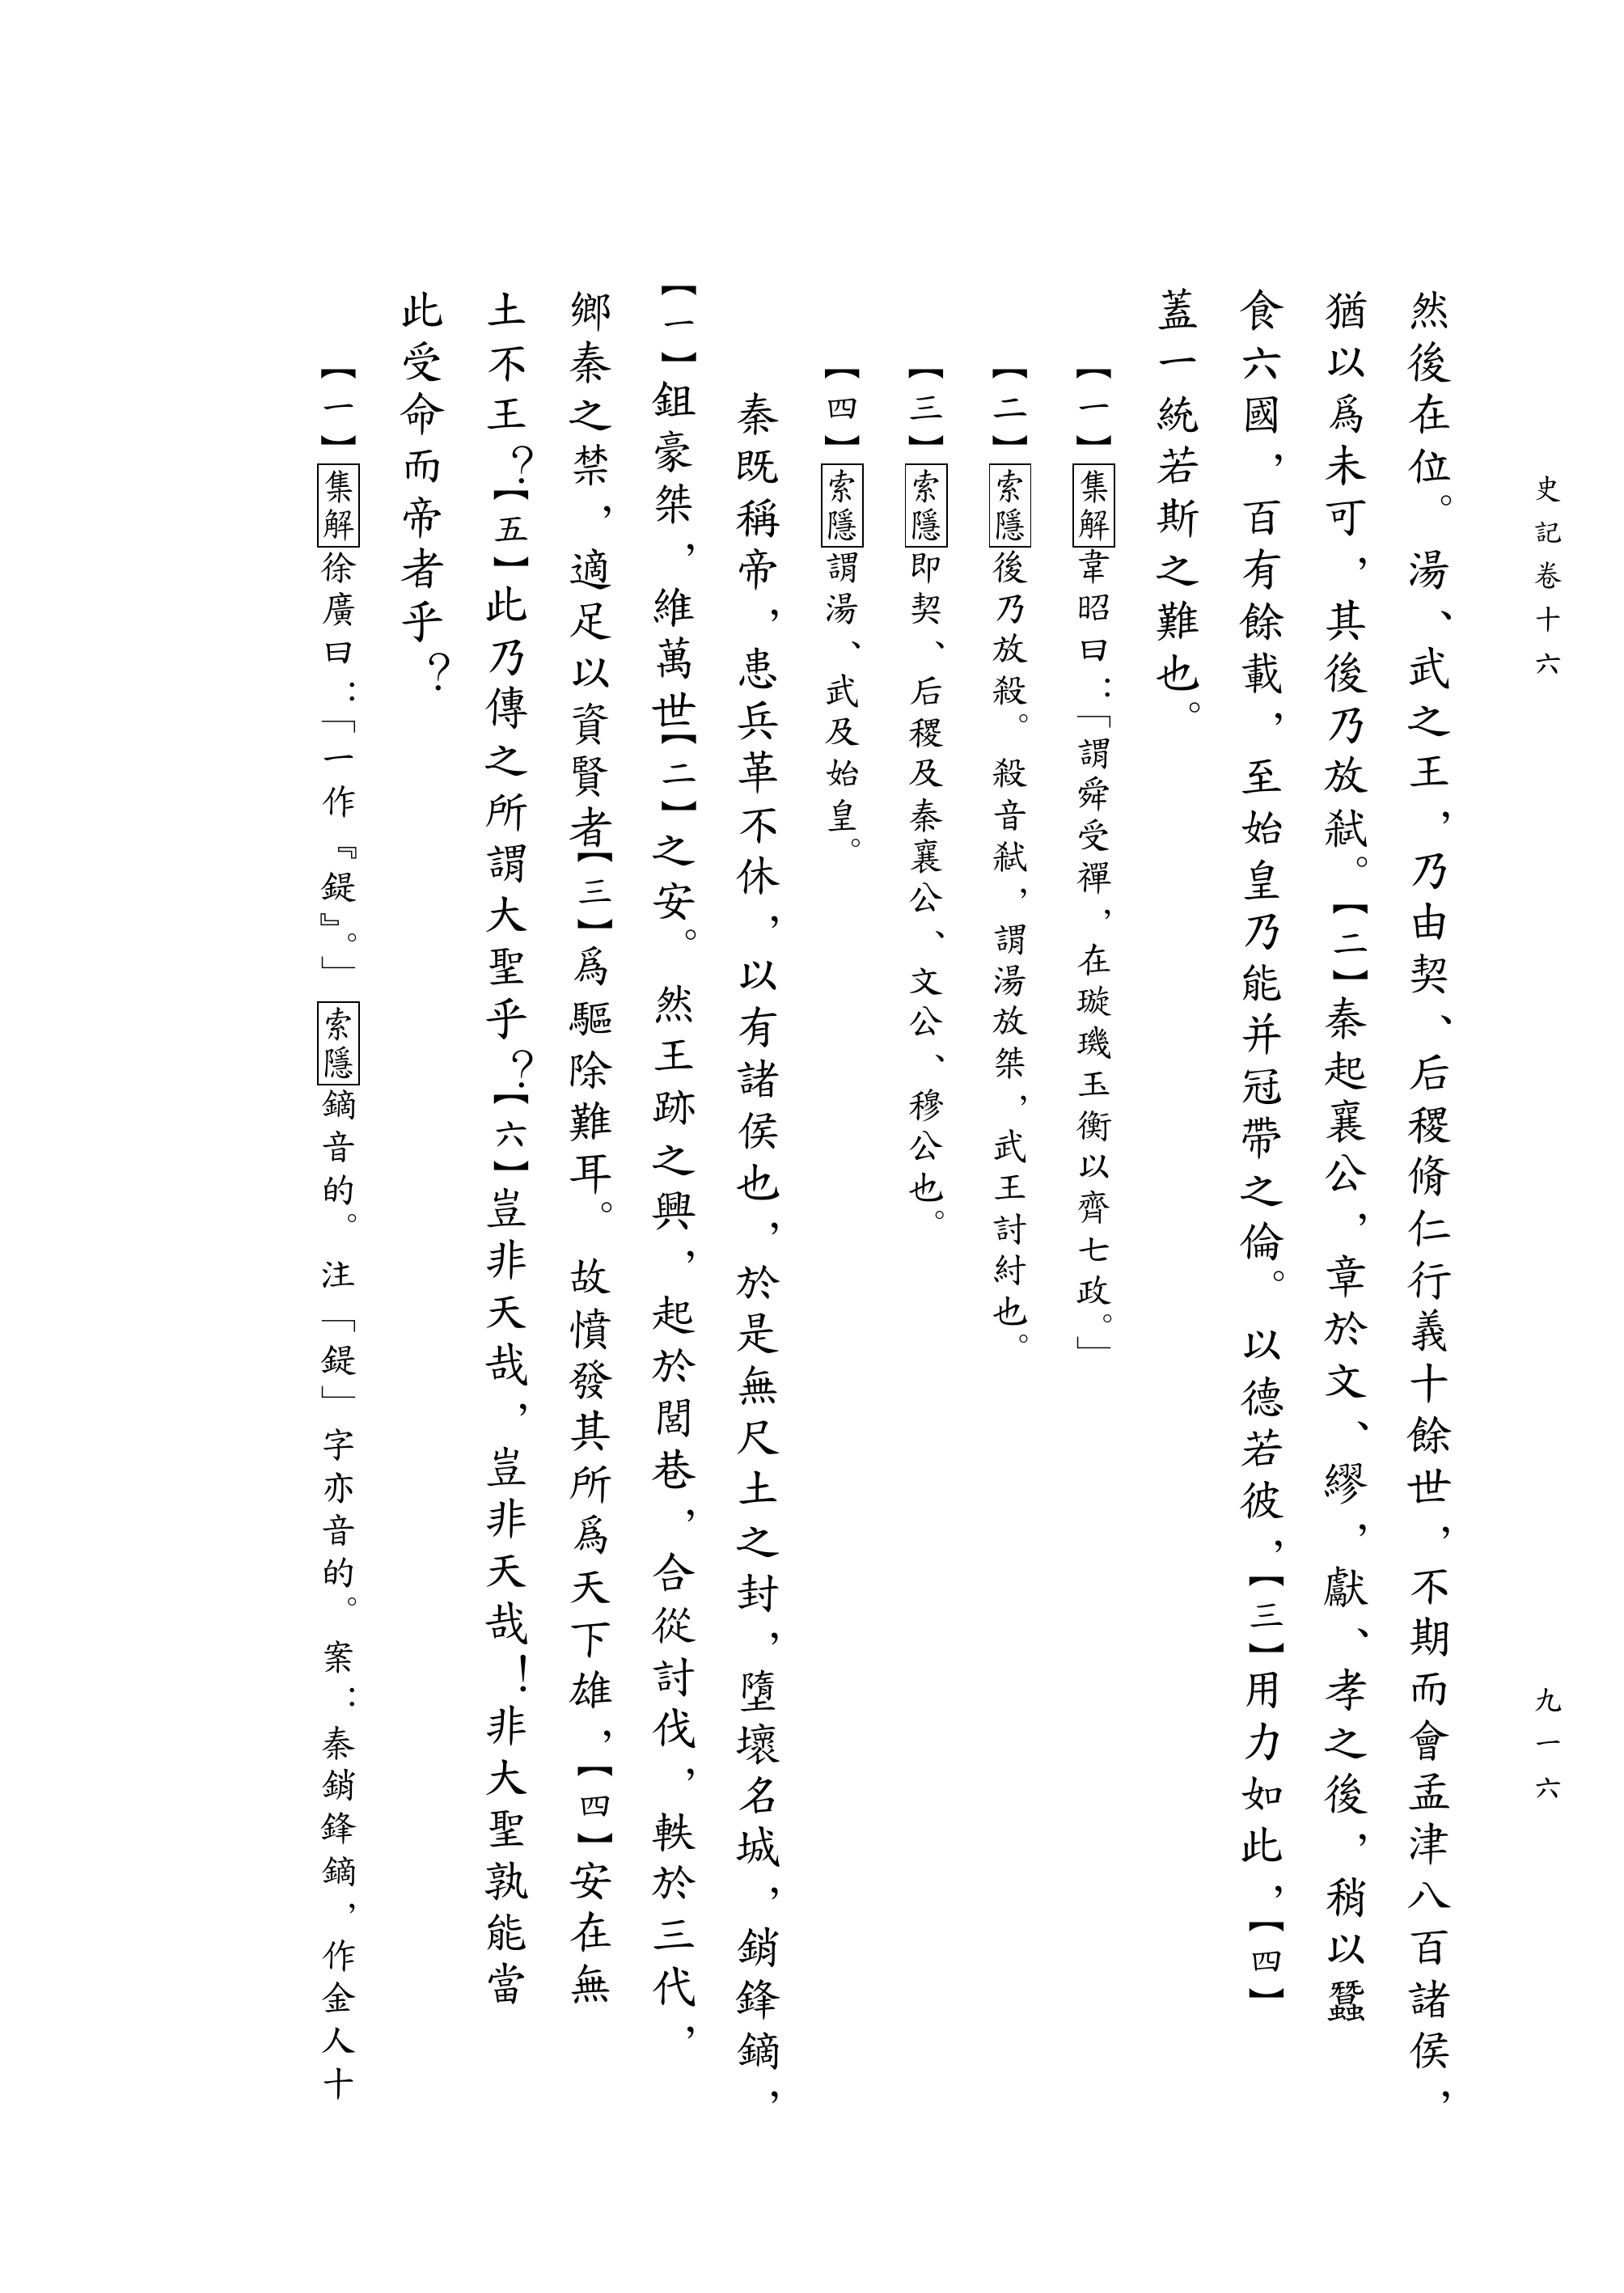 史記卷十六
九一六
然後在位。湯、武之王，乃由契、后稷脩仁行義十餘世，不期而會孟津八百諸侯，
猶以爲未可，其後乃放弒。【二】秦起襄公，章於文、繆，獻、孝之後，稍以蠶
食六國，百有餘載，至始皇乃能并冠帶之倫。以德若彼，【三】用力如此，【四】
蓋一統若斯之難也。
【一】集解韋昭曰：「謂舜受禪，在璇璣玉衡以齊七政。」
【二】索隱後乃放殺。殺音弒，謂湯放桀，武王討紂也。
【三】索隱即契、后稷及秦襄公、文公、穆公也。
【四】索隱謂湯、武及始皇。
秦既稱帝，患兵革不休，以有諸侯也，於是無尺土之封，墮壞名城，銷鋒鏑，
【一】鉏豪桀，維萬世【二】之安。然王跡之興，起於閭巷，合從討伐，軼於三代，
鄉秦之禁，適足以資賢者【三】爲驅除難耳。故憤發其所爲天下雄，【四】安在無
土不王？【五】此乃傳之所謂大聖乎？【六】豈非天哉，豈非天哉！非大聖孰能當
此受命而帝者乎？
【一】集解徐廣曰：「一作『鍉』。」索隱鏑音的。注「鍉」字亦音的。案：秦銷鋒鏑，作金人十